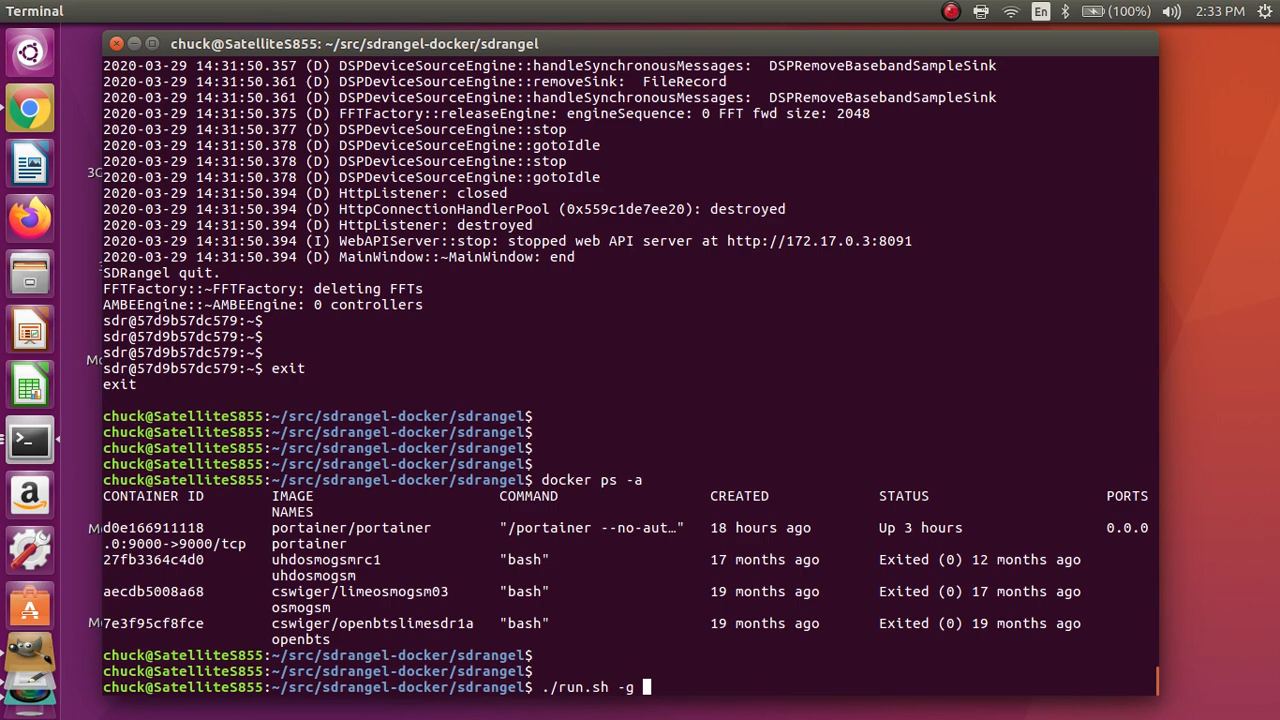 Terminal
En
(100%)
2:33 PM
chuck@SatelliteS855: ~/src/sdrangel-docker/sdrangel
2020-03-29 14:31:50.357 (D) DSPDeviceSourceEngine::handleSynchronousMessages:  DSPRemoveBasebandSampleSink
2020-03-29 14:31:50.361 (D) DSPDeviceSourceEngine::removeSink:  FileRecord
2020-03-29 14:31:50.361 (D) DSPDeviceSourceEngine::handleSynchronousMessages:  DSPRemoveBasebandSampleSink
2020-03-29 14:31:50.375 (D) FFTFactory::releaseEngine: engineSequence: 0 FFT fwd size: 2048
2020-03-29 14:31:50.377 (D) DSPDeviceSourceEngine::stop
2020-03-29 14:31:50.378 (D) DSPDeviceSourceEngine::gotoIdle
2020-03-29 14:31:50.378 (D) DSPDeviceSourceEngine::stop
2020-03-29 14:31:50.378 (D) DSPDeviceSourceEngine::gotoIdle
2020-03-29 14:31:50.394 (D) HttpListener: closed
2020-03-29 14:31:50.394 (D) HttpConnectionHandlerPool (0x559c1de7ee20): destroyed
2020-03-29 14:31:50.394 (D) HttpListener: destroyed
2020-03-29 14:31:50.394 (I) WebAPIServer::stop: stopped web API server at http://172.17.0.3:8091
2020-03-29 14:31:50.394 (D) MainWindow::~MainWindow: end
SDRangel quit.
FFTFactory::~FFTFactory: deleting FFTs
AMBEEngine::~AMBEEngine: 0 controllers
sdr@57d9b57dc579:~$
sdr@57d9b57dc579:~$
sdr@57d9b57dc579:~$
sdr@57d9b57dc579:~$ exit
exit
chuck@SatelliteS855:~/src/sdrangel-docker/sdrangel$
chuck@SatelliteS855:~/src/sdrangel-docker/sdrangel$
chuck@SatelliteS855:~/src/sdrangel-docker/sdrangel$
chuck@SatelliteS855:~/src/sdrangel-docker/sdrangel$
chuck@SatelliteS855:~/src/sdrangel-docker/sdrangel$ docker ps -a
CONTAINER ID        IMAGE                      COMMAND                  CREATED             STATUS                      PORTS
                    NAMES
d0e166911118        portainer/portainer        "/portainer --no-aut…"   18 hours ago        Up 3 hours                  0.0.0
.0:9000->9000/tcp   portainer
27fb3364c4d0        uhdosmogsmrc1              "bash"                   17 months ago       Exited (0) 12 months ago
                    uhdosmogsm
aecdb5008a68        cswiger/limeosmogsm03      "bash"                   19 months ago       Exited (0) 17 months ago
                    osmogsm
7e3f95cf8fce        cswiger/openbtslimesdr1a   "bash"                   19 months ago       Exited (0) 19 months ago
                    openbts
chuck@SatelliteS855:~/src/sdrangel-docker/sdrangel$
chuck@SatelliteS855:~/src/sdrangel-docker/sdrangel$
chuck@SatelliteS855:~/src/sdrangel-docker/sdrangel$ ./run.sh -g